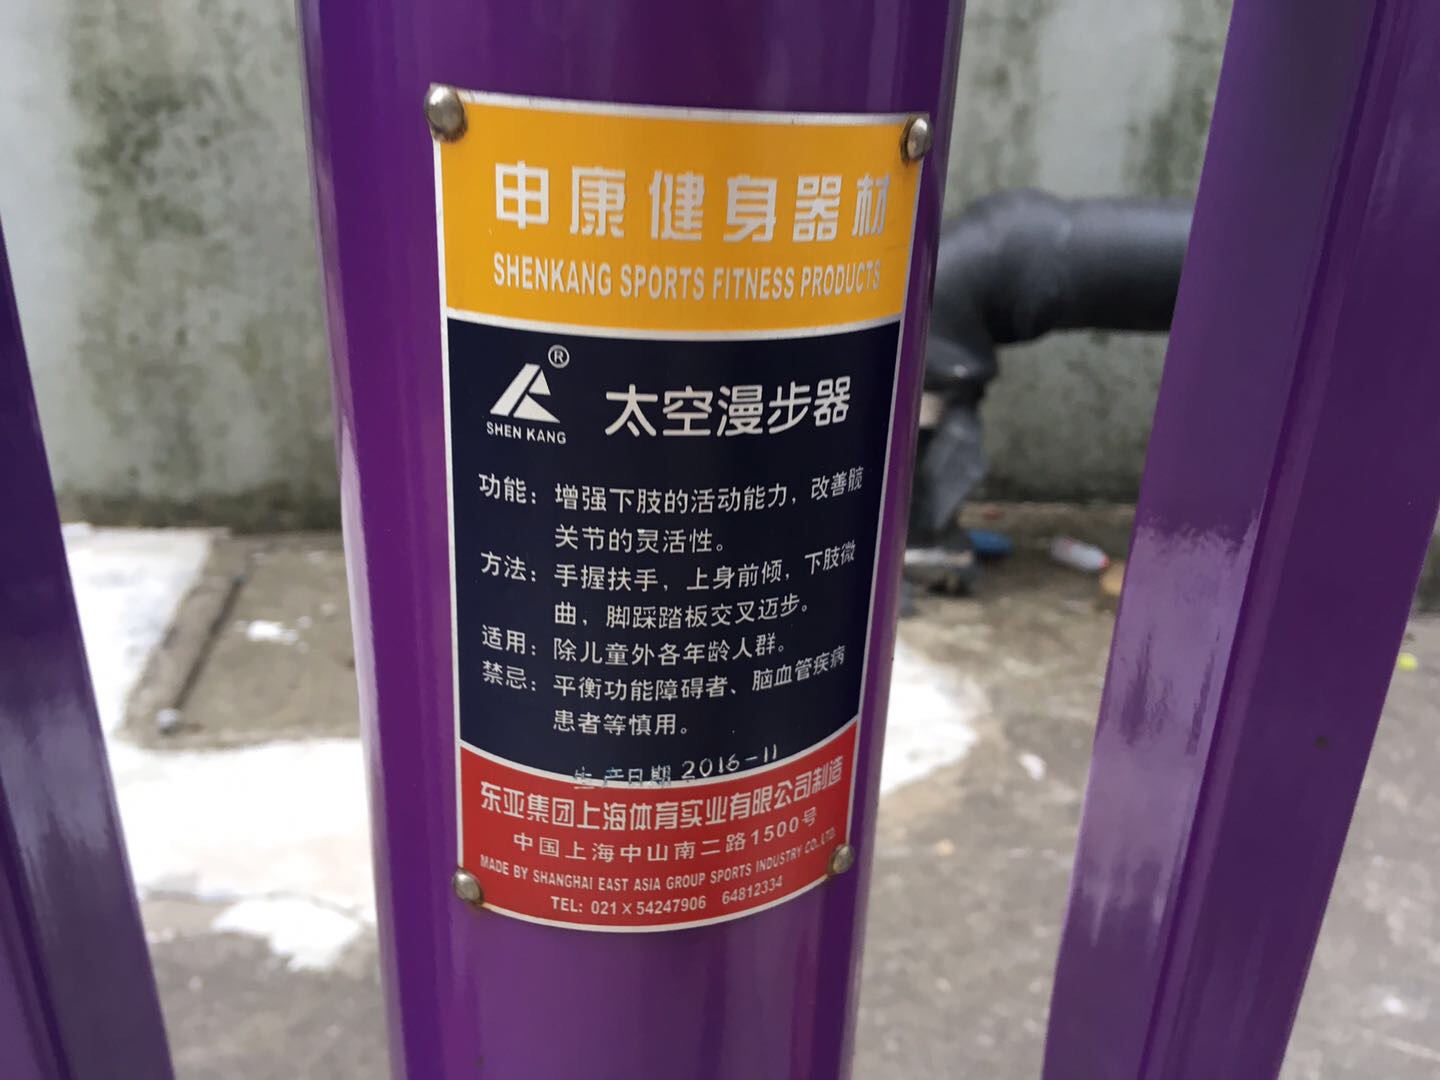 申康健身器材
SHENKANG SPORTS FITNESS PRODUCTS
®
SHEN KANG
太空漫步器
功能：增强下肢的活动能力，改善髋
关节的灵活性。
方法：手握扶手，上身前倾，下肢微
曲，脚踩踏板交叉迈步。
适用：除儿童外各年龄人群。
禁忌：平衡功能障碍者、脑血管疾病
患者等慎用。
生产日期 2016-11
东亚集团上海体育实业有限公司制造
中国上海中山南二路1500号
MADE BY SHANGHAI EAST ASIA GROUP SPORTS INDUSTRY CO.,LTD.
TEL: 021 X 54247906 64812334